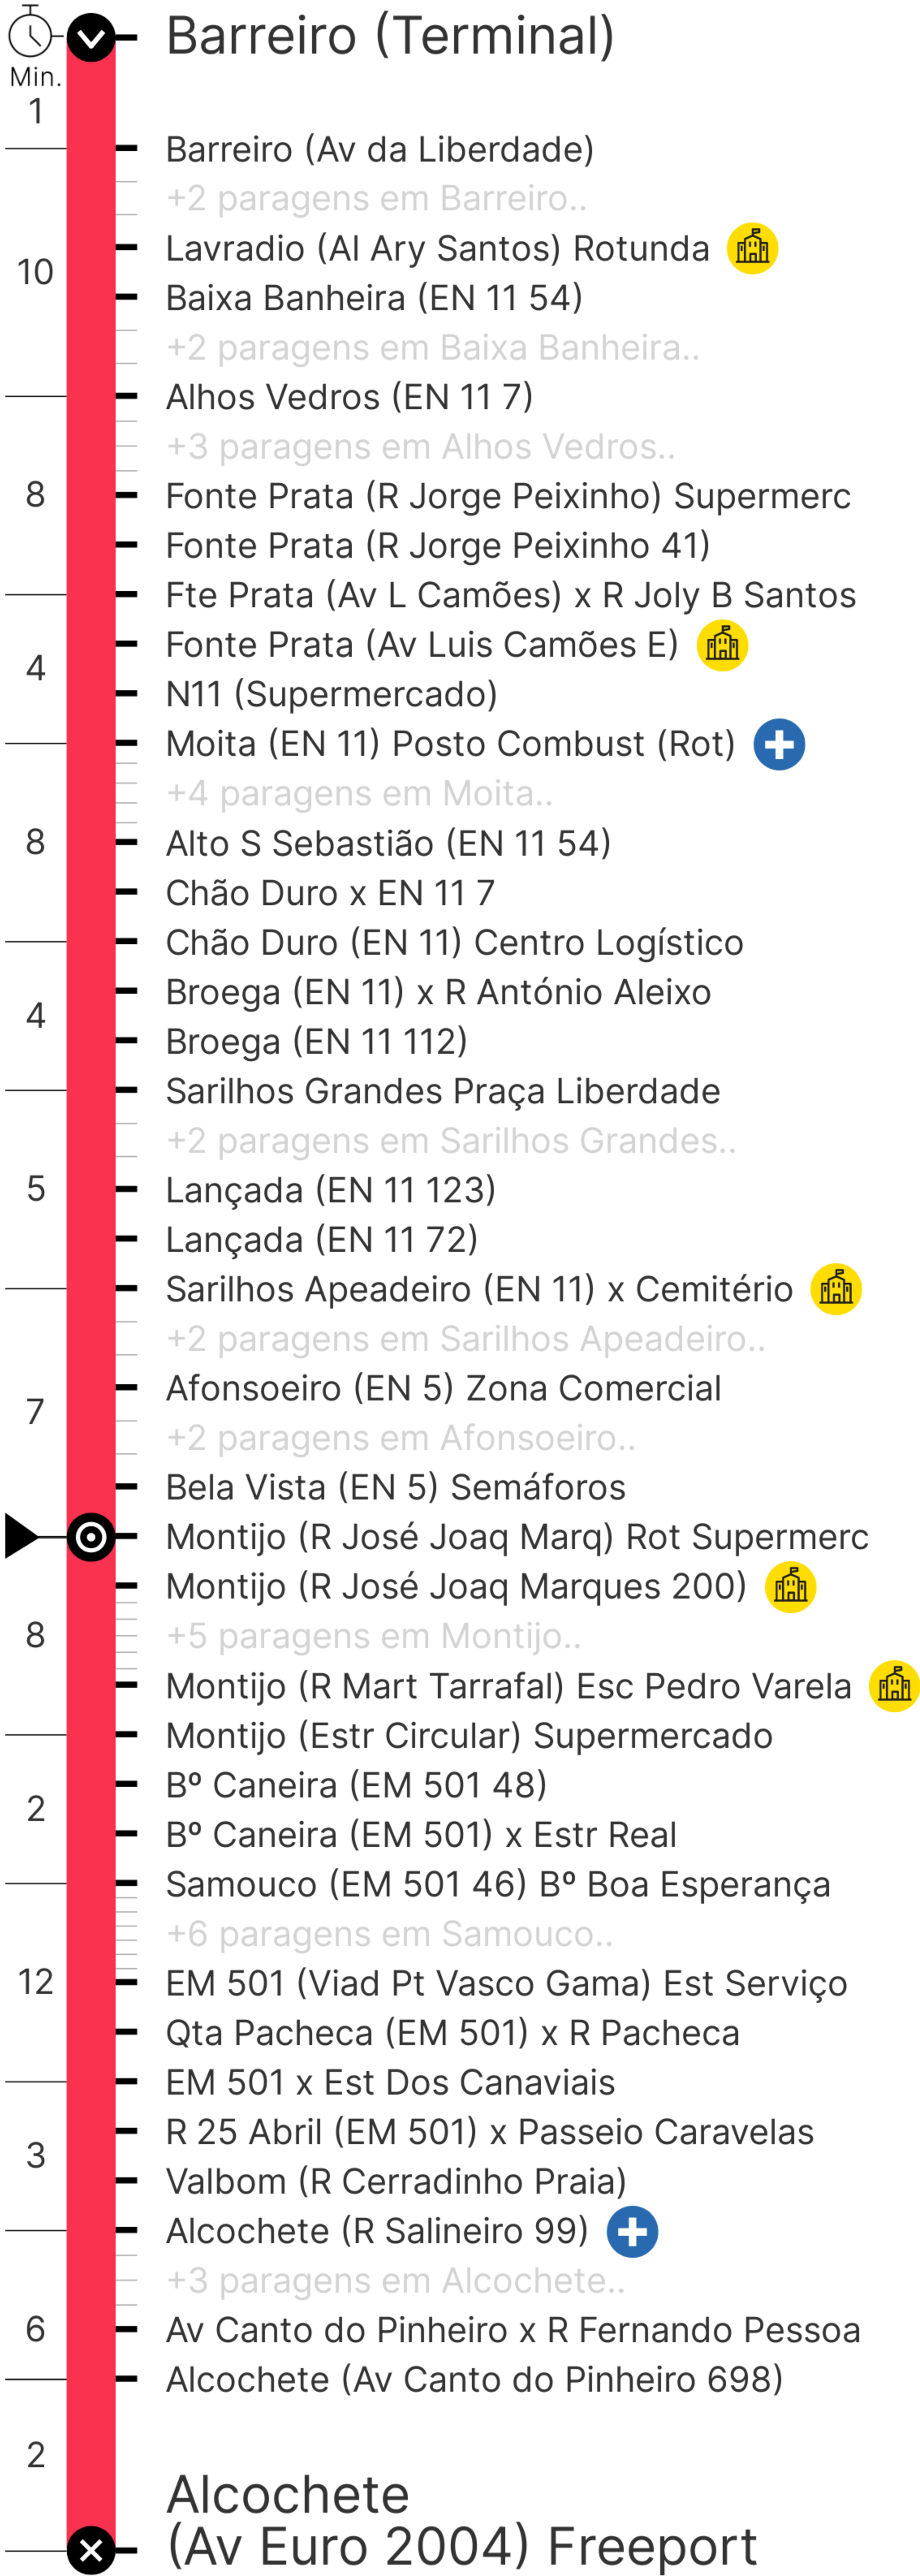 Barreiro (Terminal)
Min.
1
Barreiro (Av da Liberdade)
+2 paragens em Barreiro..
Lavradio (Al Ary Santos) Rotunda
10
Baixa Banheira (EN 11 54)
+2 paragens em Baixa Banheira..
Alhos Vedros (EN 11 7)
+3 paragens em Alhos Vedros..
8
Fonte Prata (R Jorge Peixinho) Supermerc
Fonte Prata (R Jorge Peixinho 41)
Fte Prata (Av L Camões) x R Joly B Santos
Fonte Prata (Av Luis Camões E)
4
N11 (Supermercado)
Moita (EN 11) Posto Combust (Rot)
+4 paragens em Moita..
8
Alto S Sebastião (EN 11 54)
Chão Duro x EN 11 7
Chão Duro (EN 11) Centro Logístico
Broega (EN 11) x R António Aleixo
4
Broega (EN 11 112)
Sarilhos Grandes Praça Liberdade
+2 paragens em Sarilhos Grandes..
5
Lançada (EN 11 123)
Lançada (EN 11 72)
Sarilhos Apeadeiro (EN 11) x Cemitério
+2 paragens em Sarilhos Apeadeiro..
Afonsoeiro (EN 5) Zona Comercial
7
+2 paragens em Afonsoeiro..
Bela Vista (EN 5) Semáforos
Montijo (R José Joaq Marq) Rot Supermerc
Montijo (R José Joaq Marques 200)
8
+5 paragens em Montijo..
Montijo (R Mart Tarrafal) Esc Pedro Varela
Montijo (Estr Circular) Supermercado
Bº Caneira (EM 501 48)
2
Bº Caneira (EM 501) x Estr Real
Samouco (EM 501 46) Bº Boa Esperança
+6 paragens em Samouco..
12
EM 501 (Viad Pt Vasco Gama) Est Serviço
Qta Pacheca (EM 501) x R Pacheca
EM 501 x Est Dos Canaviais
R 25 Abril (EM 501) x Passeio Caravelas
3
Valbom (R Cerradinho Praia)
Alcochete (R Salineiro 99)
+3 paragens em Alcochete..
6
Av Canto do Pinheiro x R Fernando Pessoa
Alcochete (Av Canto do Pinheiro 698)
2
Alcochete
(Av Euro 2004) Freeport